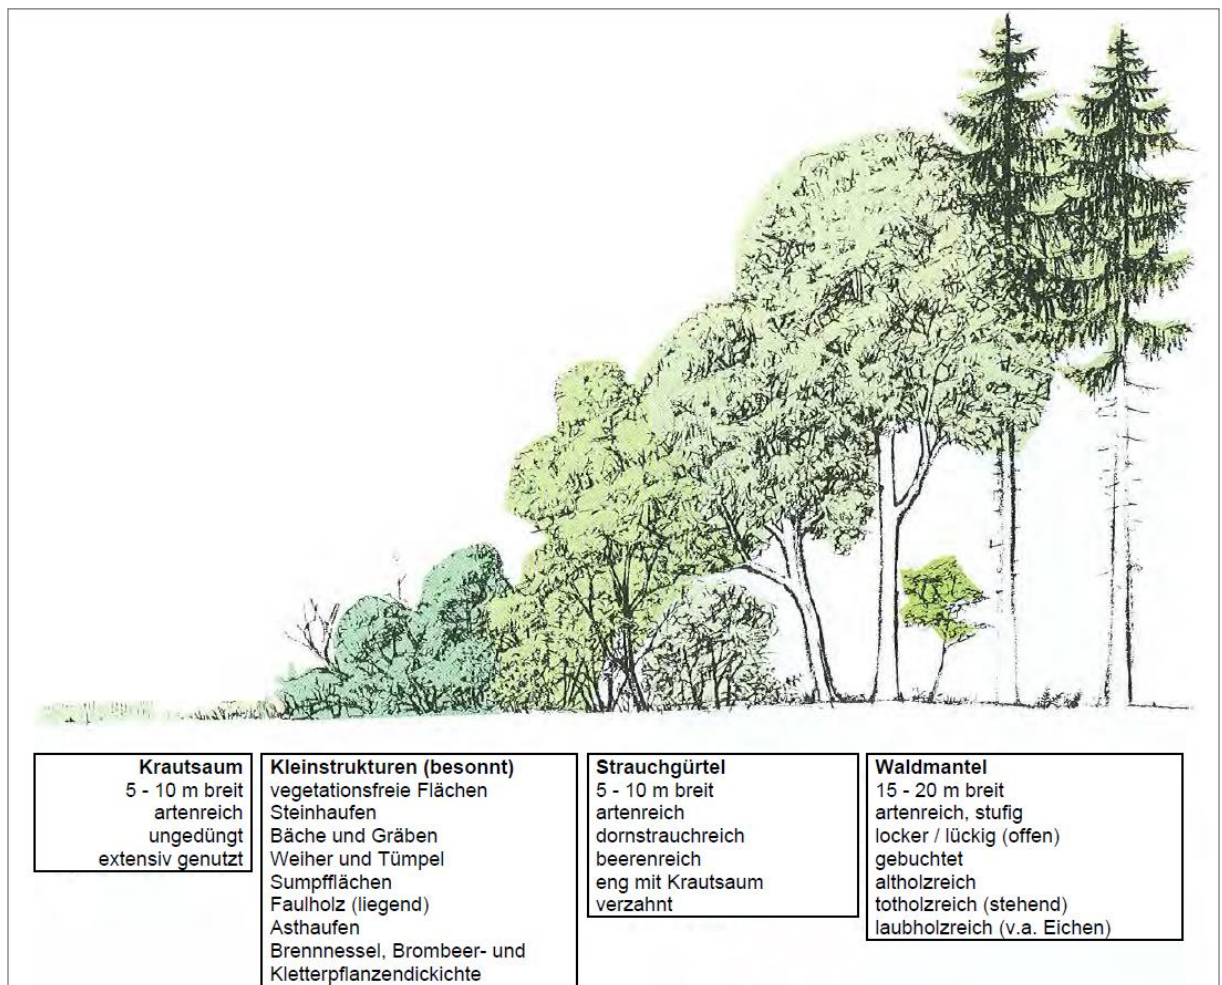 Krautsaum
5 - 10 m breit
artenreich
ungedüngt
extensiv genutzt
Kleinstrukturen (besonnt)
vegetationsfreie Flächen
Steinhaufen
Bäche und Gräben
Weiher und Tümpel
Sumpfflächen
Faulholz (liegend)
Asthaufen
Brennnessel, Brombeer- und
Kletterpflanzendickichte
Strauchgürtel
5 - 10 m breit
artenreich
dornstrauchreich
beerenreich
eng mit Krautsaum
verzahnt
Waldmantel
15 - 20 m breit
artenreich, stufig
locker / lückig (offen)
gebuchtet
altholzreich
totholzreich (stehend)
laubholzreich (v.a. Eichen)